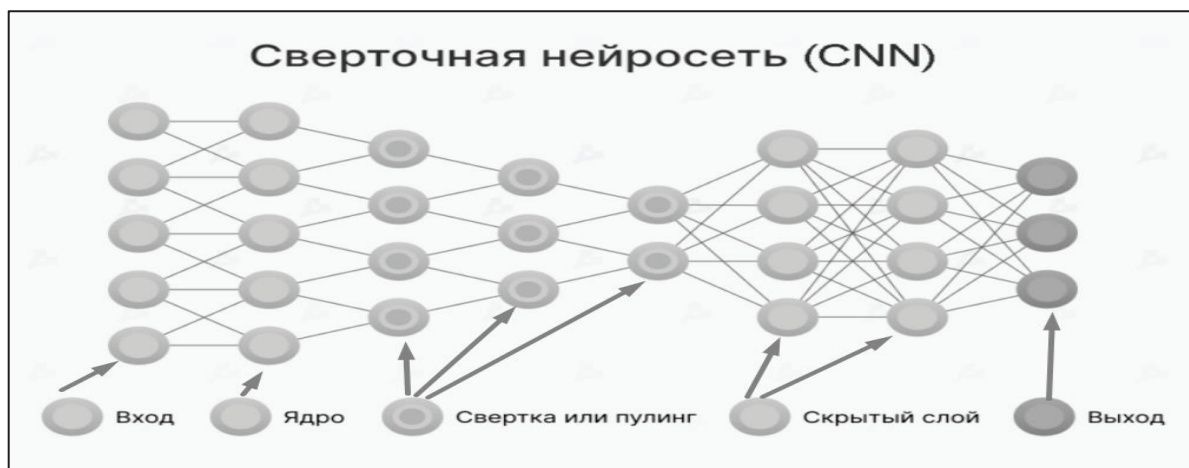 Сверточная нейросеть (CNN)
Вход
Ядро
Свертка или пулинг
Скрытый слой
Выход